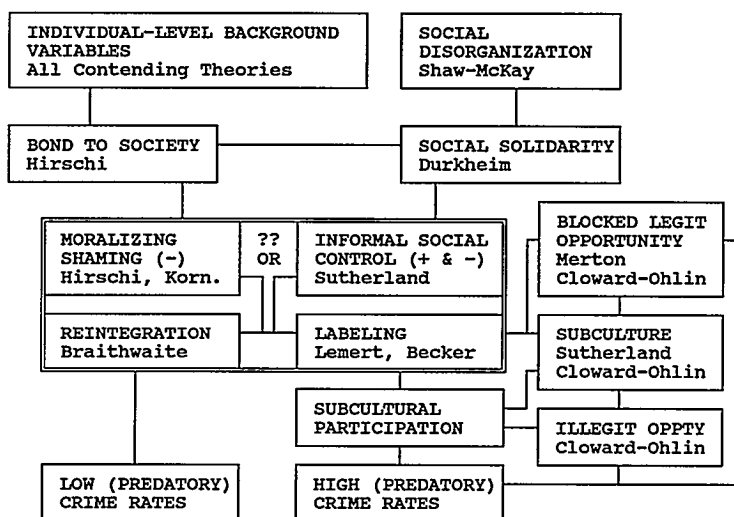 INDIVIDUAL-LEVEL BACKGROUND
VARIABLES
All Contending Theories
SOCIAL
DISORGANIZATION
Shaw-McKay
BOND TO SOCIETY
Hirschi
SOCIAL SOLIDARITY
Durkheim
MORALIZING
SHAMING (-)
Hirschi, Korn.
??
OR
INFORMAL SOCIAL
CONTROL (+ & -)
Sutherland
BLOCKED LEGIT
OPPORTUNITY
Merton
Cloward-Ohlin
REINTEGRATION
Braithwaite
LABELING
Lemert, Becker
SUBCULTURE
Sutherland
Cloward-Ohlin
SUBCULTURAL
PARTICIPATION
ILLEGIT OPPTY
Cloward-Ohlin
LOW (PREDATORY)
CRIME RATES
HIGH (PREDATORY)
CRIME RATES